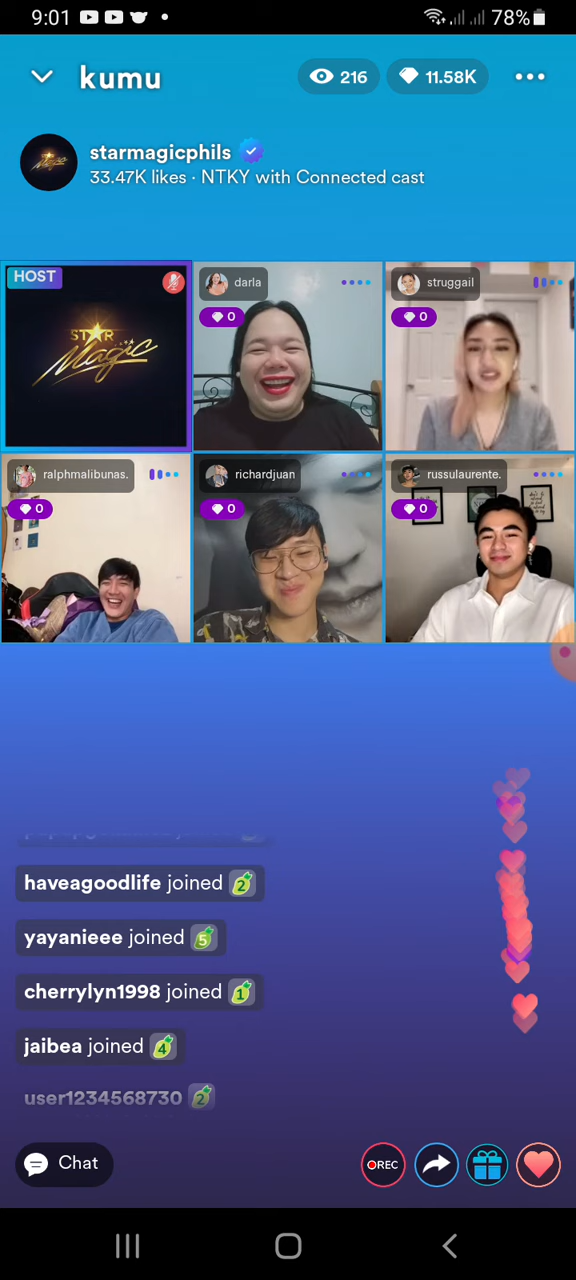 9:01
78%
kumu
216
11.58K
starmagicphils
33.47K likes · NTKY with Connected cast
HOST
STAR
Magic
darla
0
struggail
0
ralphmalibunas.
0
richardjuan
0
russulaurente.
0
haveagoodlife joined 2
yayanieee joined 5
cherrylyn1998 joined 1
jaibea joined 4
user1234568730 2
Chat
REC